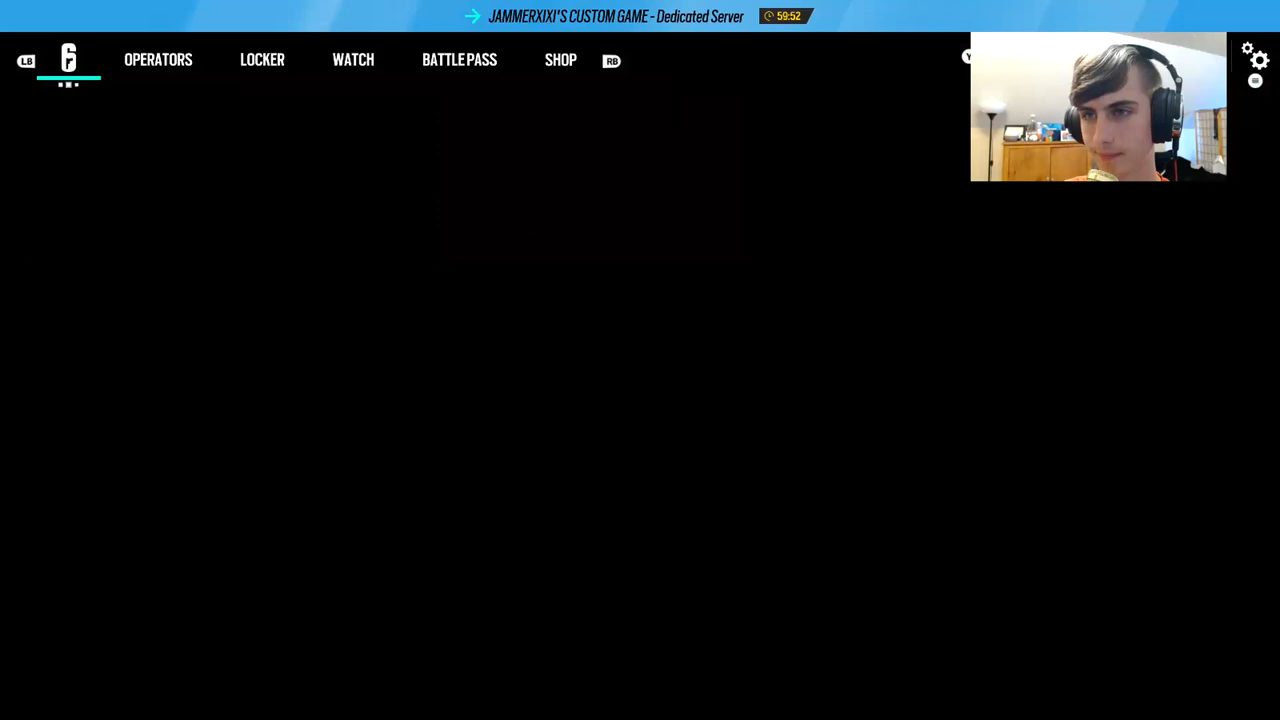 JAMMERXIXI'S CUSTOM GAME - Dedicated Server 59:52
LB OPERATORS LOCKER WATCH BATTLE PASS SHOP RB Y